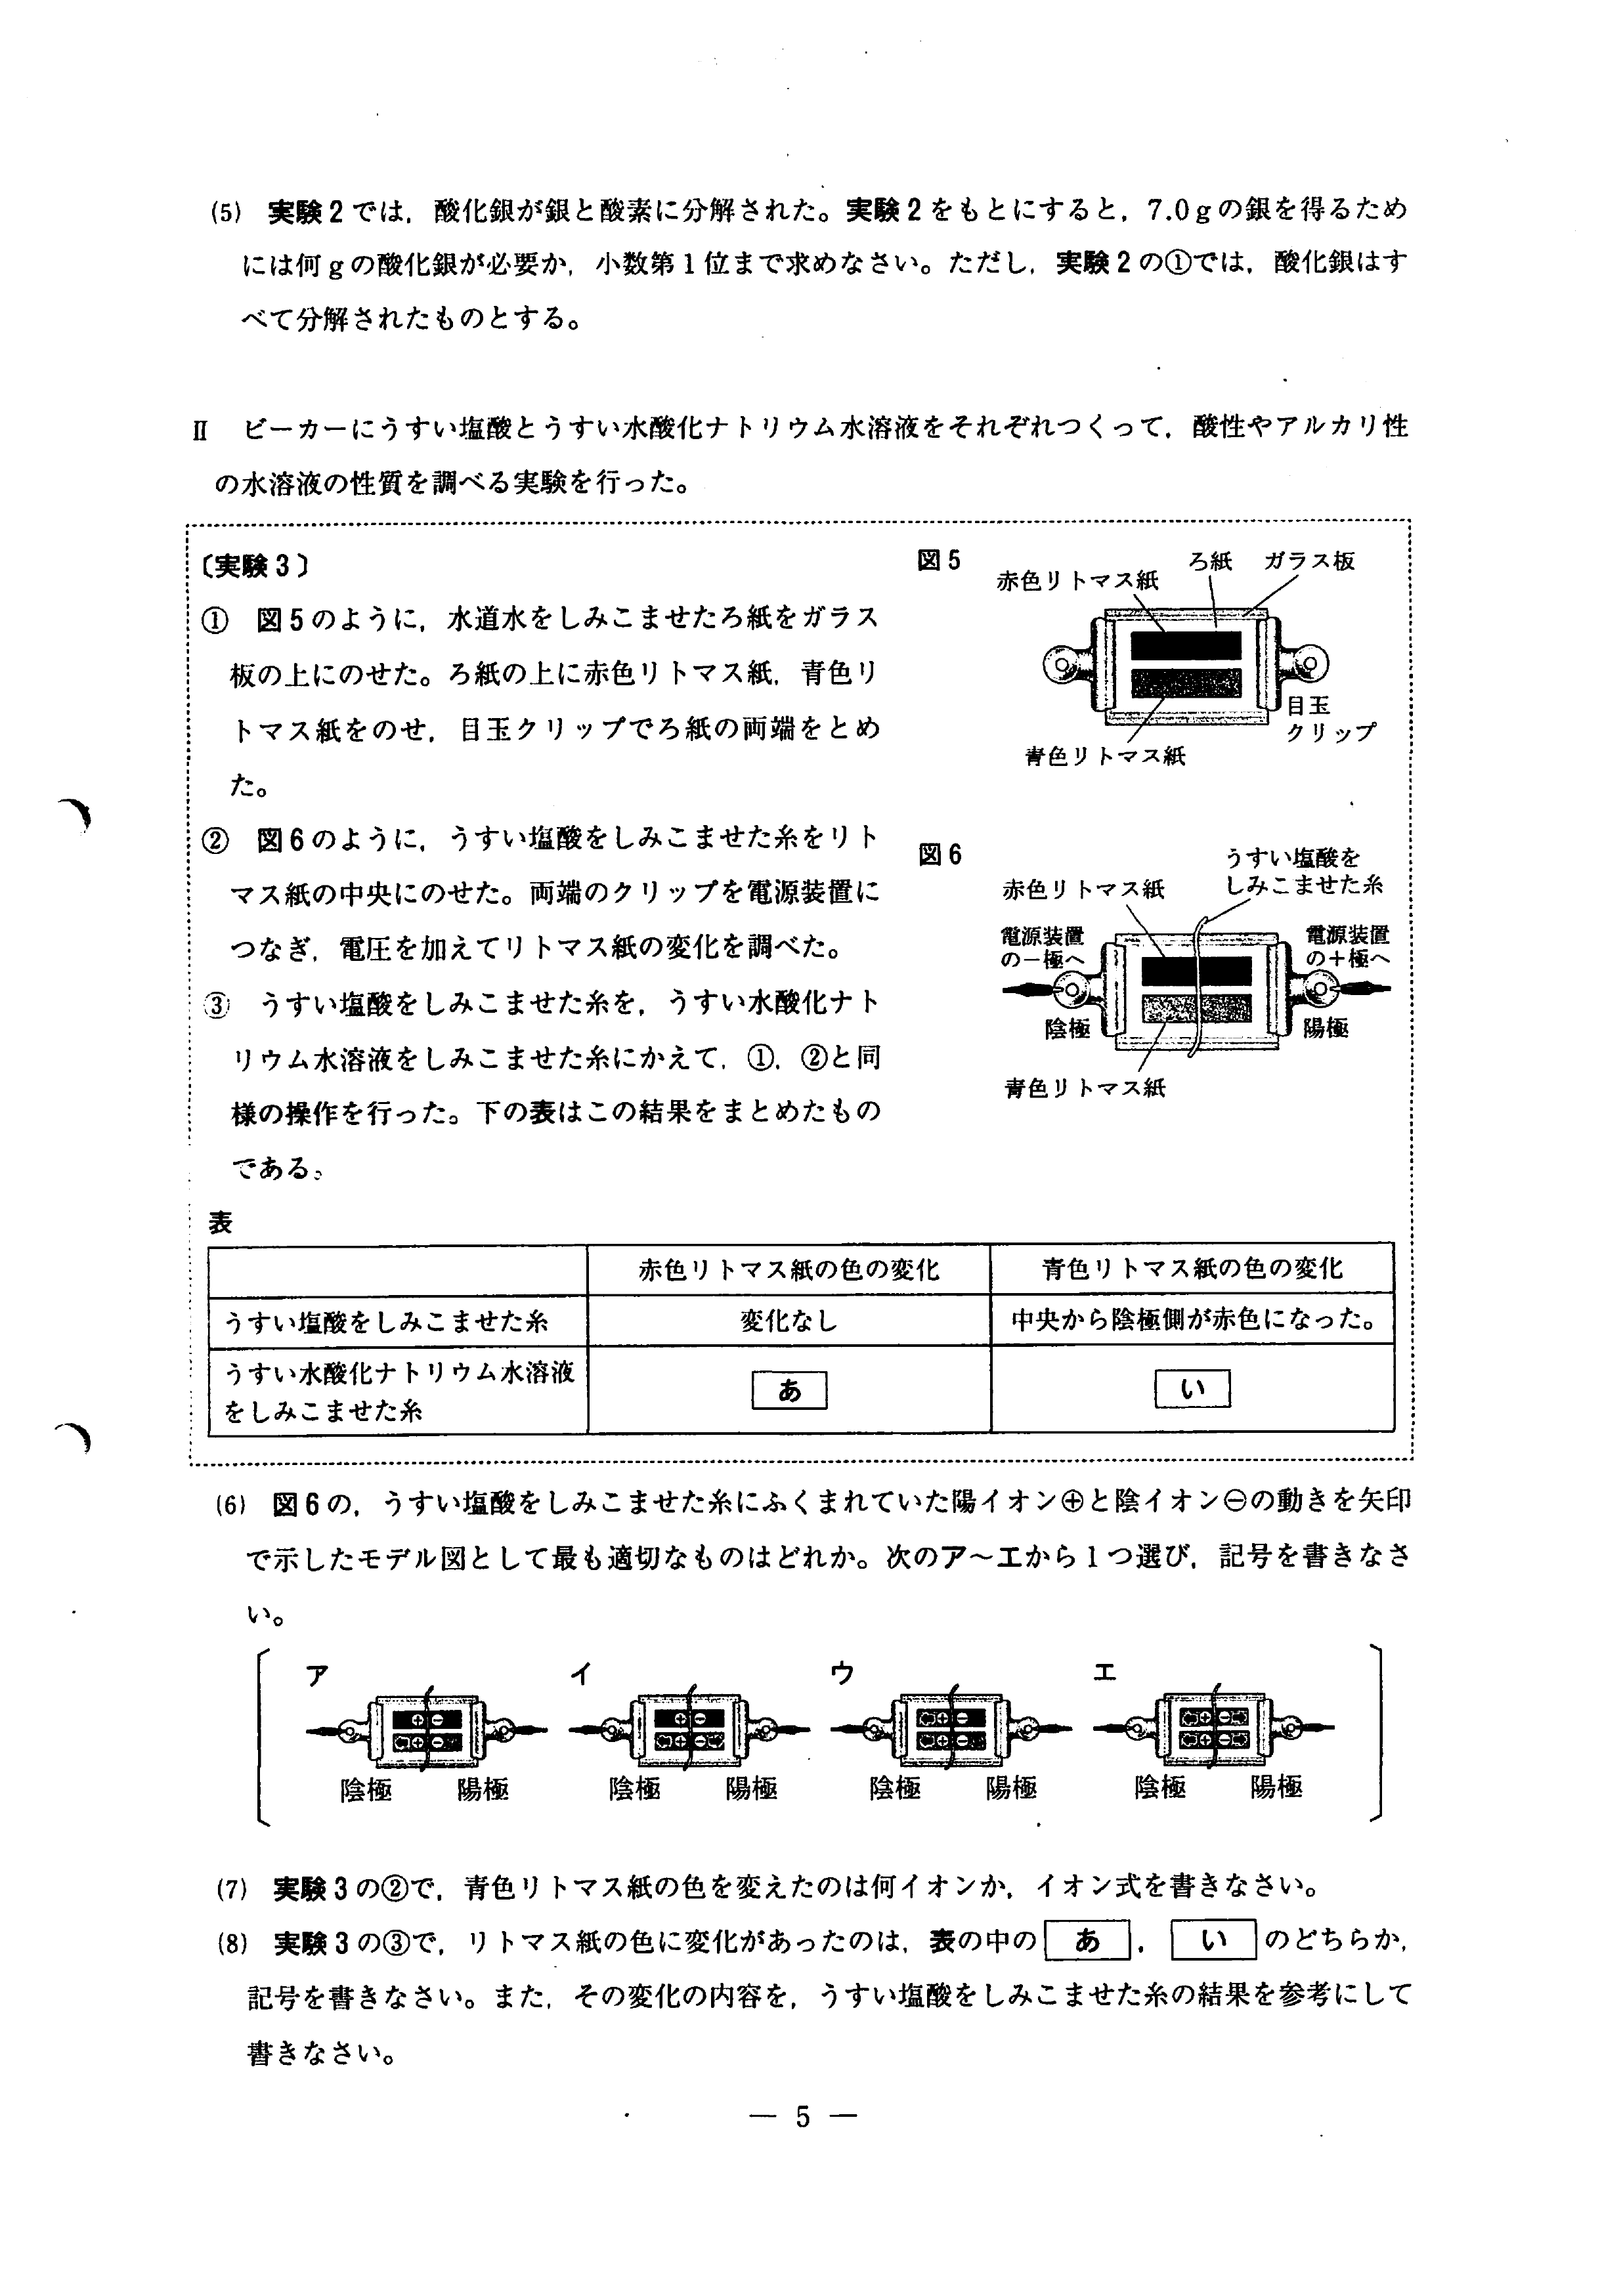 (5) 実験2では，酸化銀が銀と酸素に分解された。実験2をもとにすると，7.0gの銀を得るため
には何gの酸化銀が必要か，小数第1位まで求めなさい。ただし，実験2の①では，酸化銀はす
べて分解されたものとする。
Ⅱ ビーカーにうすい塩酸とうすい水酸化ナトリウム水溶液をそれぞれつくって，酸性やアルカリ性
の水溶液の性質を調べる実験を行った。
〔実験3〕
① 図5のように，水道水をしみこませたろ紙をガラス
板の上にのせた。ろ紙の上に赤色リトマス紙，青色リ
トマス紙をのせ，目玉クリップでろ紙の両端をとめ
た。
② 図6のように，うすい塩酸をしみこませた糸をリト
マス紙の中央にのせた。両端のクリップを電源装置に
つなぎ，電圧を加えてリトマス紙の変化を調べた。
③ うすい塩酸をしみこませた糸を，うすい水酸化ナト
リウム水溶液をしみこませた糸にかえて，①，②と同
様の操作を行った。下の表はこの結果をまとめたもの
である。
図5
ろ紙 ガラス板
赤色リトマス紙
目玉
クリップ
青色リトマス紙
図6
うすい塩酸を
しみこませた糸
赤色リトマス紙
電源装置
の－極へ
電源装置
の＋極へ
陰極 陽極
青色リトマス紙
表
赤色リトマス紙の色の変化 青色リトマス紙の色の変化
うすい塩酸をしみこませた糸 変化なし 中央から陰極側が赤色になった。
うすい水酸化ナトリウム水溶液
をしみこませた糸 あ い
(6) 図6の，うすい塩酸をしみこませた糸にふくまれていた陽イオン⊕と陰イオン⊖の動きを矢印
で示したモデル図として最も適切なものはどれか。次のア～エから1つ選び，記号を書きなさ
い。
ア イ ウ エ
⊕ ⊖ ⊕ ⊖ ⊕ ⊖ ⊕ ⊖
⊕ ⊖ ⊕ ⊖ ⊕ ⊖ ⊕ ⊖
陰極 陽極 陰極 陽極 陰極 陽極 陰極 陽極
(7) 実験3の②で，青色リトマス紙の色を変えたのは何イオンか，イオン式を書きなさい。
(8) 実験3の③で，リトマス紙の色に変化があったのは，表の中の あ ， い のどちらか，
記号を書きなさい。また，その変化の内容を，うすい塩酸をしみこませた糸の結果を参考にして
書きなさい。
― 5 ―